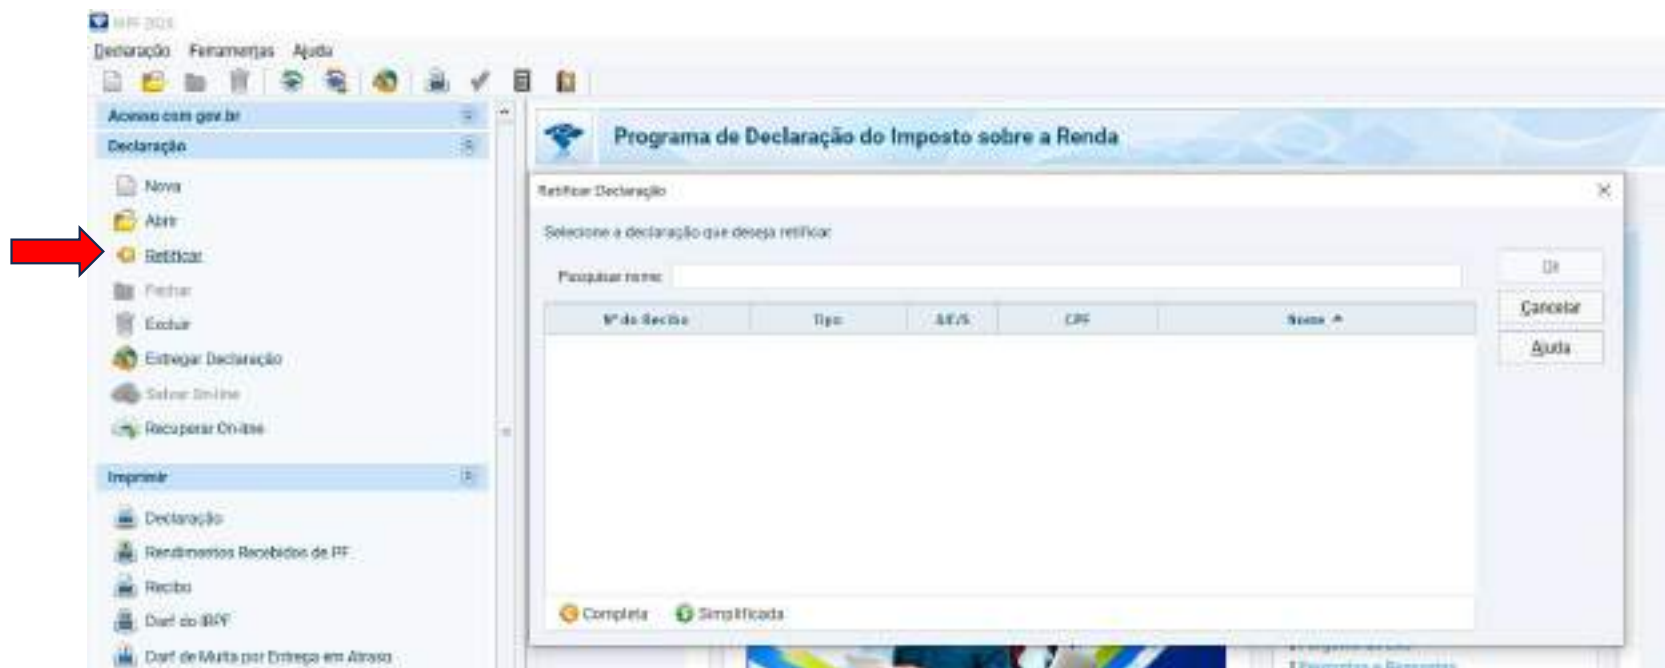 Declaração Ferramentas Ajuda
Acesso com gov.br
Declaração
Nova
Abrir
Retificar
Fechar
Excluir
Entregar Declaração
Salvar On-line
Recuperar On-line
Imprimir
Declaração
Rendimentos Recebidos de PF
Recibo
Darf do IRPF
Darf de Multa por Entrega em Atraso
Programa de Declaração do Imposto sobre a Renda
Retificar Declaração
Selecione a declaração que deseja retificar
Pesquisar nome:
Nº do Recibo Tipo A/E/S CPF Nome
Completa Simplificada
Ok
Cancelar
Ajuda